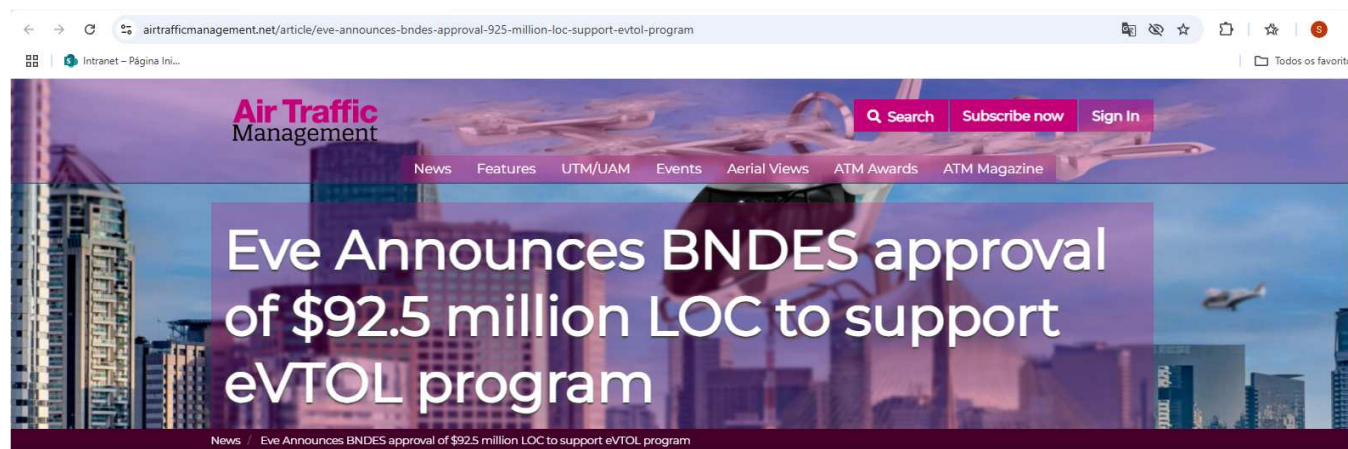 airtrafficmanagement.net/article/eve-announces-bndes-approval-925-million-loc-support-evtol-program
S
Intranet – Página Ini...
Todos os favorit
Air Traffic
Management
Search Subscribe now Sign In
News Features UTM/UAM Events Aerial Views ATM Awards ATM Magazine
Eve Announces BNDES approval
of $92.5 million LOC to support
eVTOL program
News / Eve Announces BNDES approval of $92.5 million LOC to support eVTOL program